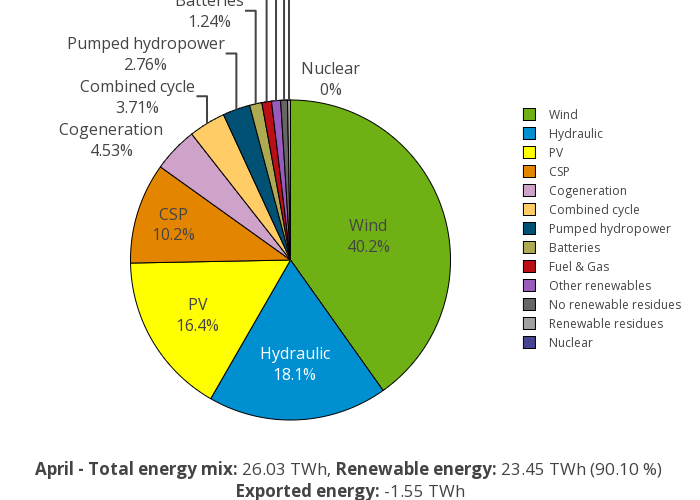 Batteries
1.24%
Pumped hydropower
2.76%
Combined cycle
3.71%
Cogeneration
4.53%
Nuclear
0%
CSP
10.2%
Wind
40.2%
PV
16.4%
Hydraulic
18.1%
Wind
Hydraulic
PV
CSP
Cogeneration
Combined cycle
Pumped hydropower
Batteries
Fuel & Gas
Other renewables
No renewable residues
Renewable residues
Nuclear
April - Total energy mix: 26.03 TWh, Renewable energy: 23.45 TWh (90.10 %)
Exported energy: -1.55 TWh